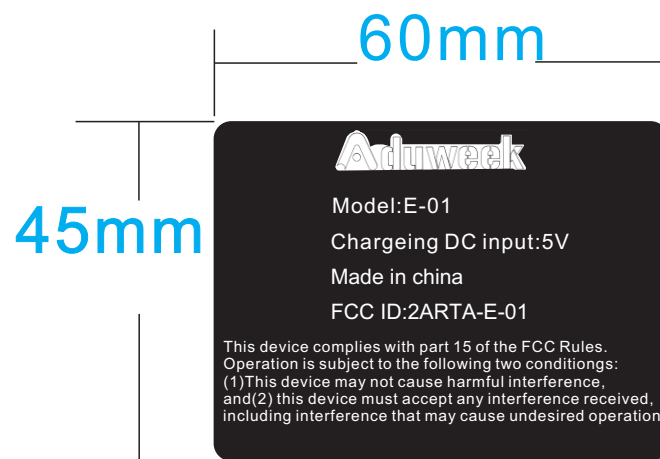 60mm
45mm
Aduweek
Model:E-01
Chargeing DC input:5V
Made in china
FCC ID:2ARTA-E-01
This device complies with part 15 of the FCC Rules.
Operation is subject to the following two conditiongs:
(1)This device may not cause harmful interference,
and(2) this device must accept any interference received,
including interference that may cause undesired operation